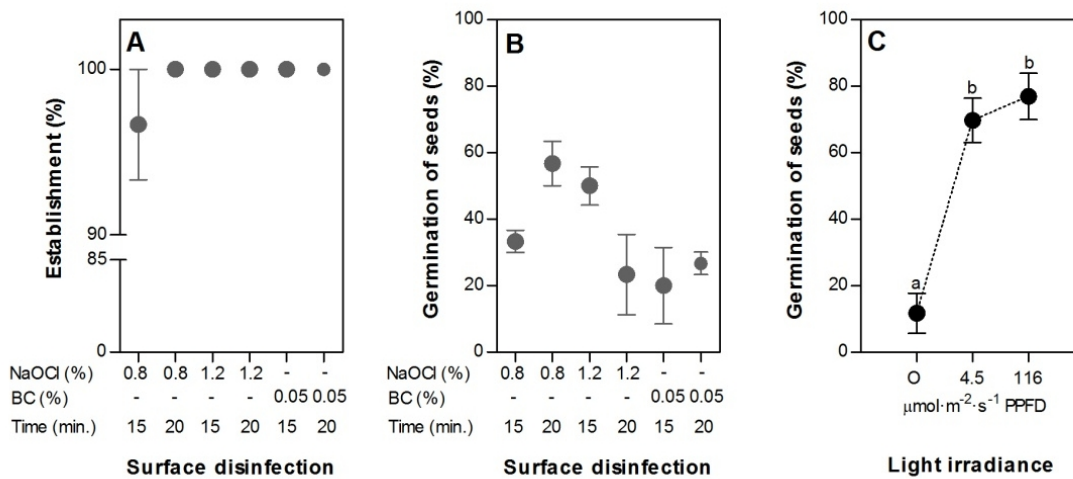 A
Establishment (%)
100
90
85
0
NaOCl (%) 0.8 0.8 1.2 1.2 - -
BC (%) - - - - 0.05 0.05
Time (min.) 15 20 15 20 15 20
Surface disinfection
B
Germination of seeds (%)
100
80
60
40
20
0
0.8 0.8 1.2 1.2 - -
- - - - 0.05 0.05
15 20 15 20 15 20
Surface disinfection
C
Germination of seeds (%)
100
80
60
40
20
0
a
b
b
O 4.5 116
μmol·m⁻²·s⁻¹ PPFD
Light irradiance